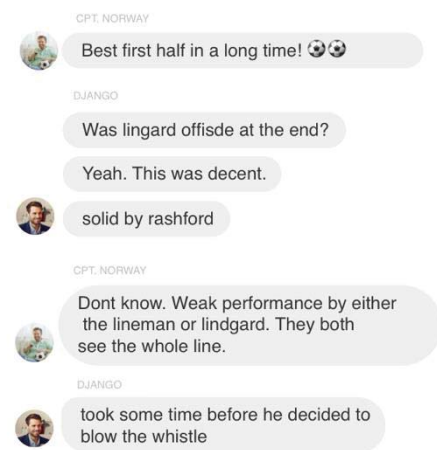 CPT. NORWAY
Best first half in a long time! ⚽⚽
DJANGO
Was lingard offisde at the end?
Yeah. This was decent.
solid by rashford
CPT. NORWAY
Dont know. Weak performance by either
the lineman or lindgard. They both
see the whole line.
DJANGO
took some time before he decided to
blow the whistle